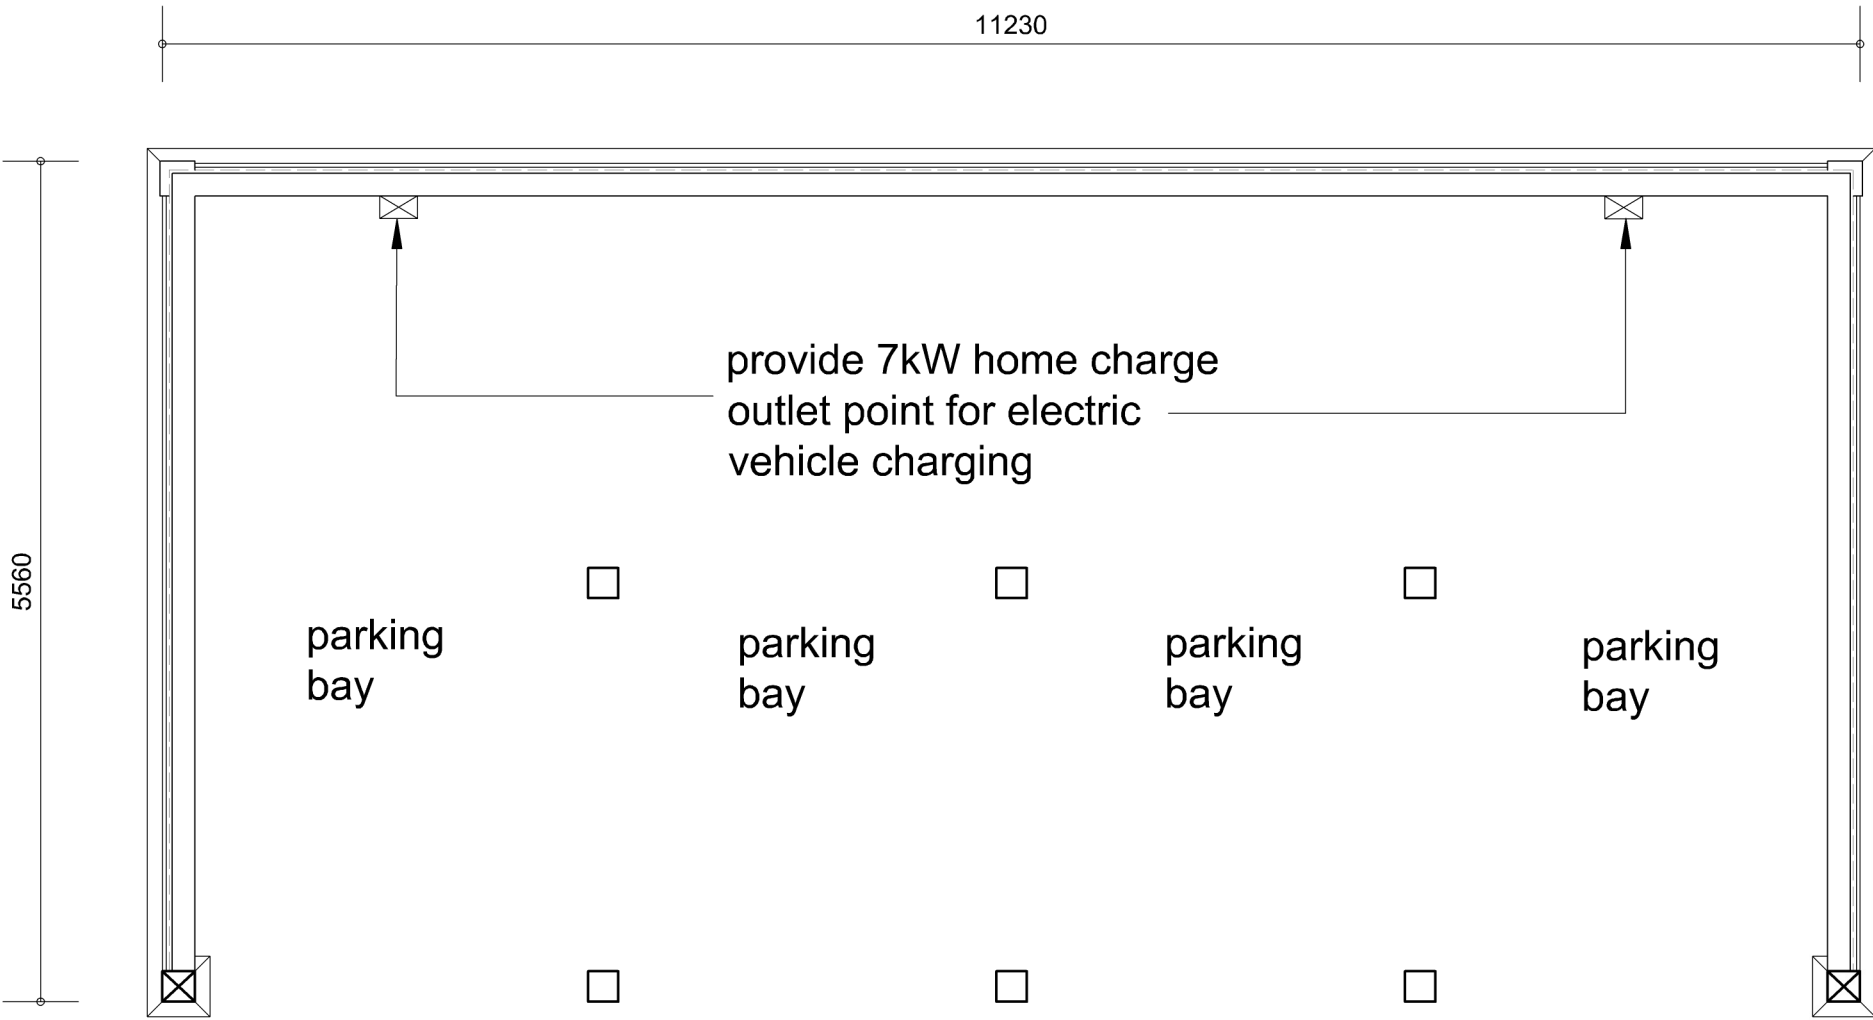 11230
provide 7kW home charge
outlet point for electric
vehicle charging
5560
parking
bay
parking
bay
parking
bay
parking
bay